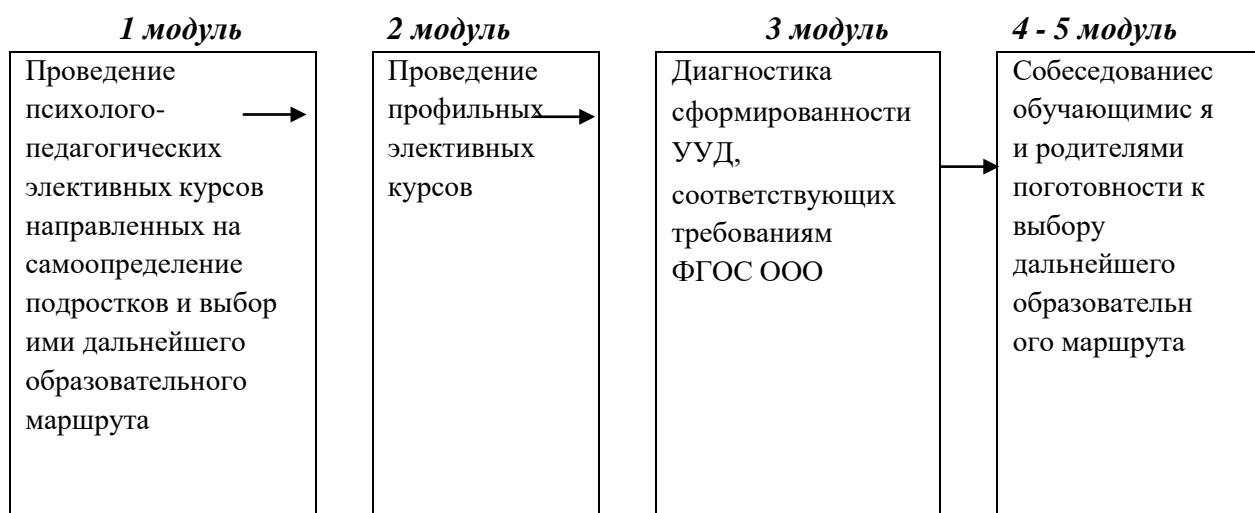 1 модуль
Проведение
психолого-
педагогических
элективных курсов
направленных на
самоопределение
подростков и выбор
ими дальнейшего
образовательного
маршрута
2 модуль
Проведение
профильных
элективных
курсов
3 модуль
Диагностика
сформированности
УУД,
соответствующих
требованиям
ФГОС ООО
4 - 5 модуль
Собеседованиес
обучающимис я
и родителями
поготовности к
выбору
дальнейшего
образовательн
ого маршрута